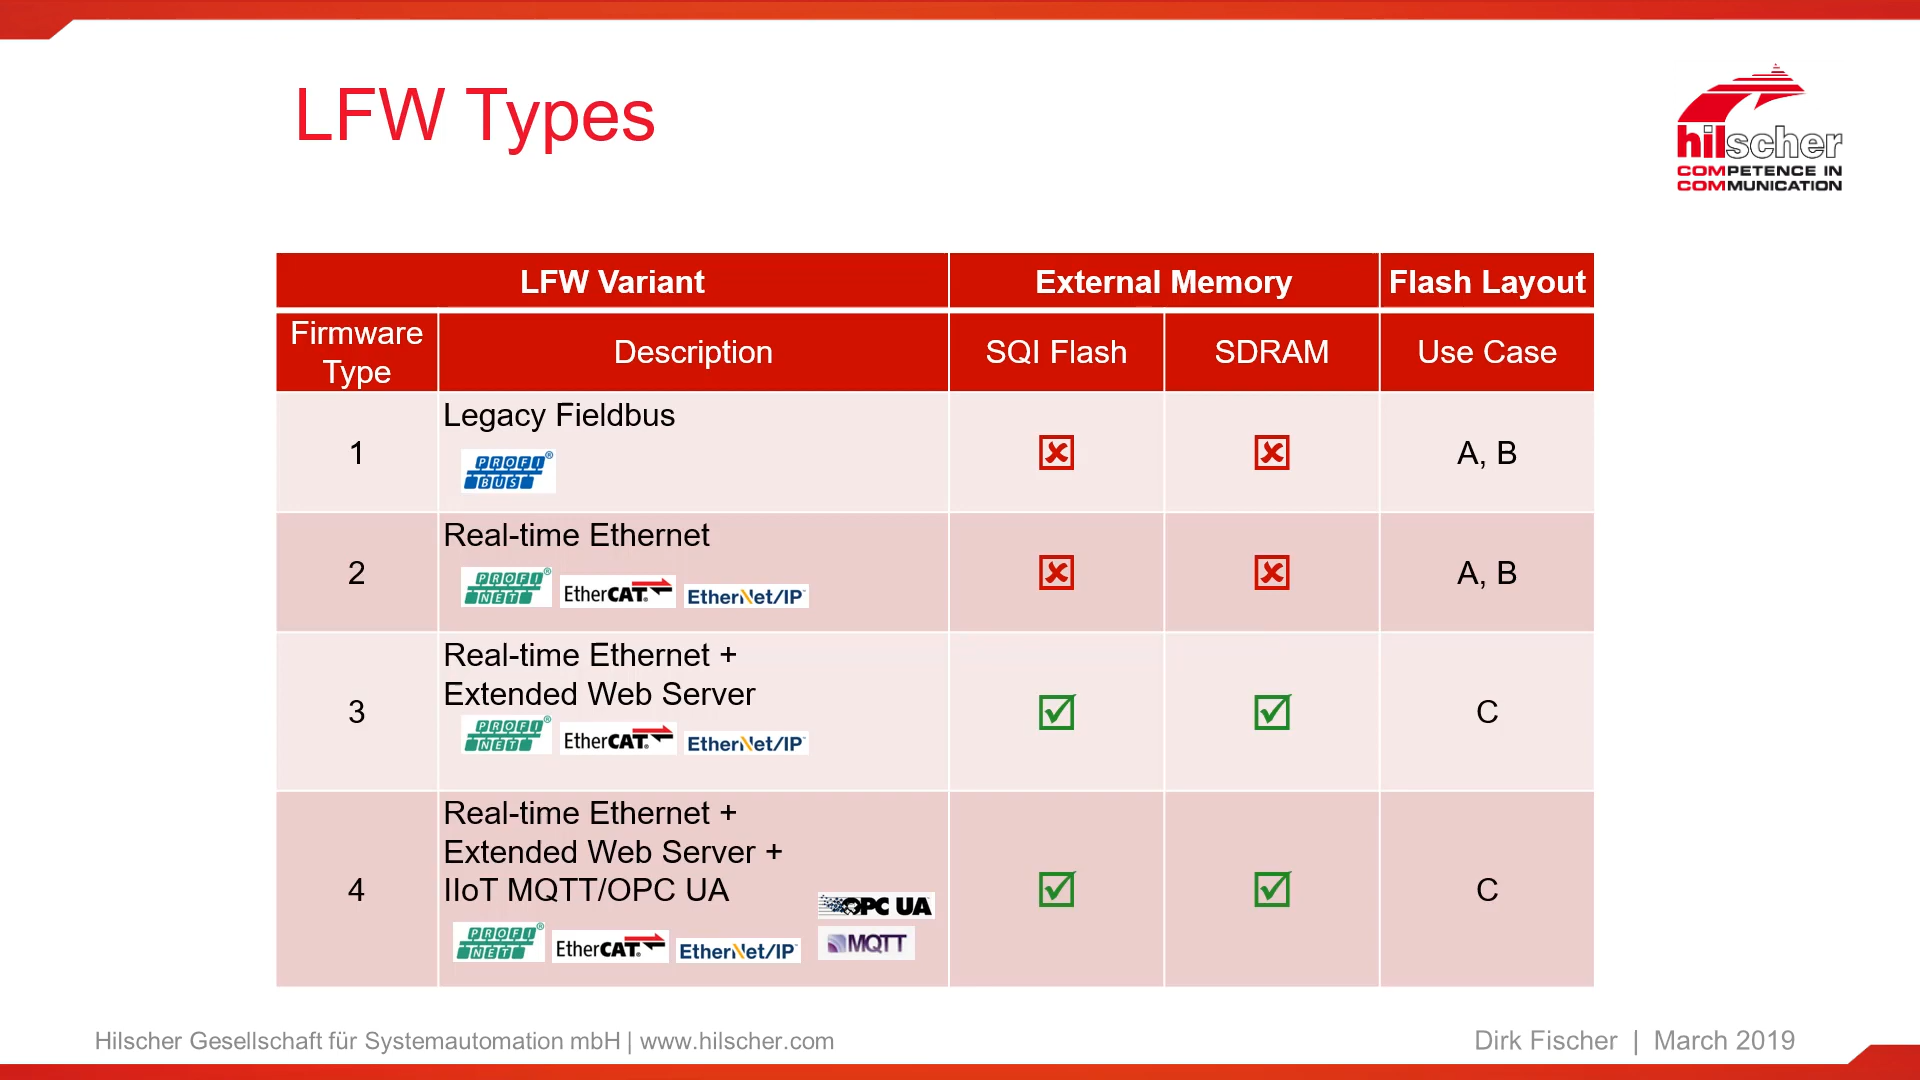 LFW Types
hilscher
COMPETENCE IN
COMMUNICATION
LFW Variant External Memory Flash Layout
Firmware
Type
Description SQI Flash SDRAM Use Case
Legacy Fieldbus
1 A, B
PROFI®
BUS
Real-time Ethernet
2 A, B
PROFI®
NET EtherCAT® EtherNet/IP™
Real-time Ethernet +
Extended Web Server
3 C
PROFI®
NET EtherCAT® EtherNet/IP™
Real-time Ethernet +
Extended Web Server +
4 IIoT MQTT/OPC UA C
OPC UA
PROFI®
NET EtherCAT® EtherNet/IP™ MQTT
Hilscher Gesellschaft für Systemautomation mbH | www.hilscher.com
Dirk Fischer | March 2019